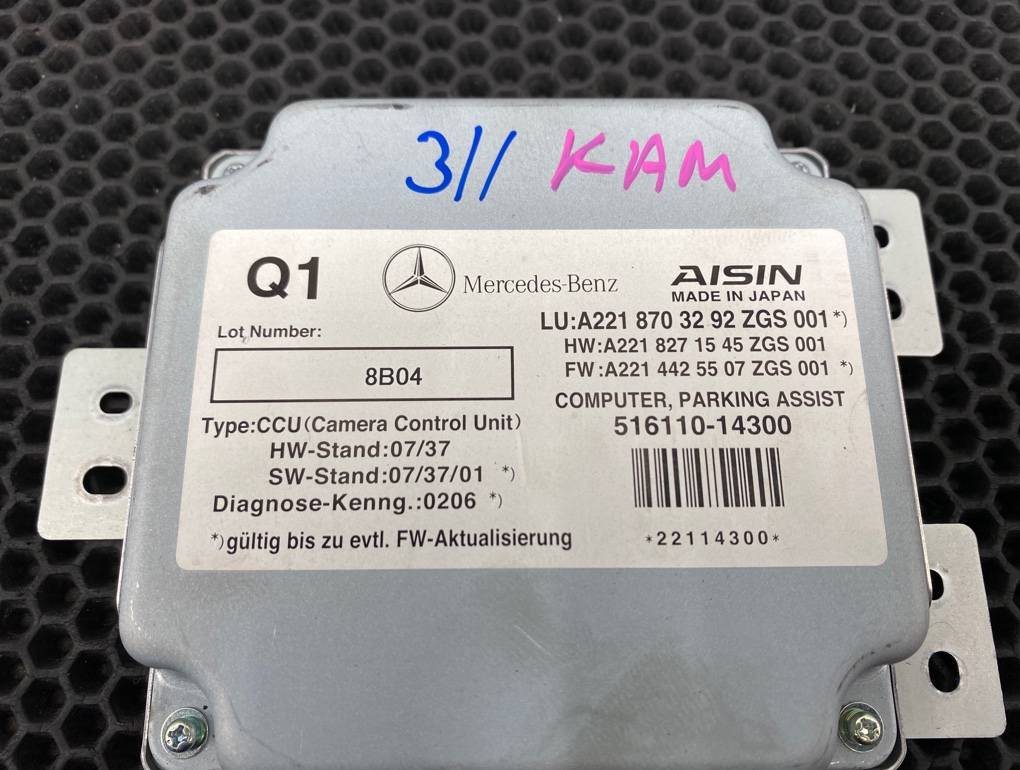 3// KAM
Q1
Mercedes-Benz
AISIN
MADE IN JAPAN
Lot Number:
8B04
LU:A221 870 32 92 ZGS 001*)
HW:A221 827 15 45 ZGS 001
FW:A221 442 55 07 ZGS 001 *)
COMPUTER, PARKING ASSIST
516110-14300
Type:CCU(Camera Control Unit)
HW-Stand:07/37
SW-Stand:07/37/01 *)
Diagnose-Kenng.:0206 *)
*)gültig bis zu evtl. FW-Aktualisierung
*22114300*